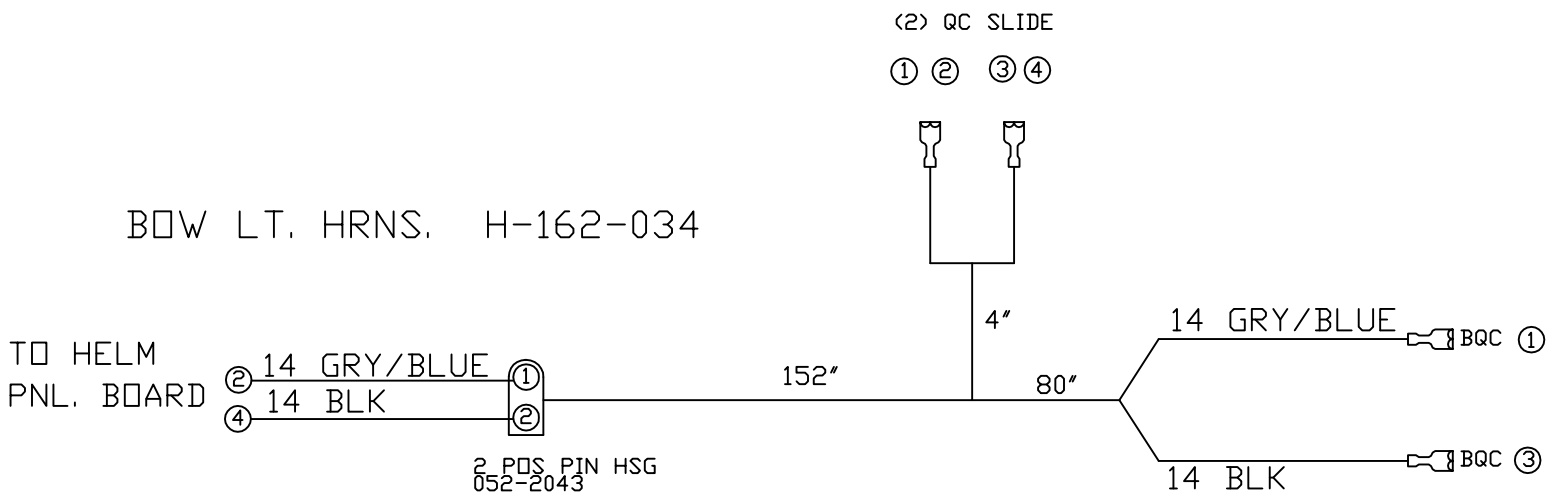 (2) QC SLIDE
1 2 3 4
BOW LT. HRNS. H-162-034
4"
14 GRY/BLUE
BQC 1
TO HELM
PNL. BOARD
2 14 GRY/BLUE 1
4 14 BLK 2
152"
80"
2 POS PIN HSG
052-2043
BQC 3
14 BLK